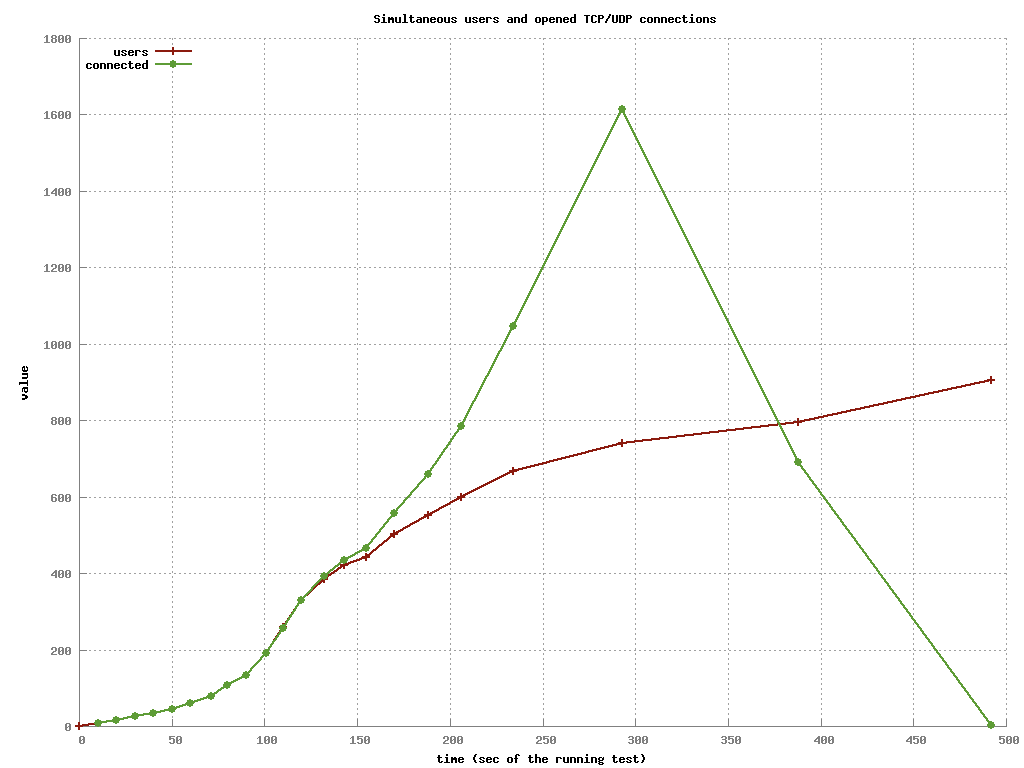 Simultaneous users and opened TCP/UDP connections
users
connected
1800
1600
1400
1200
1000
800
600
400
200
0
value
0 50 100 150 200 250 300 350 400 450 500
time (sec of the running test)